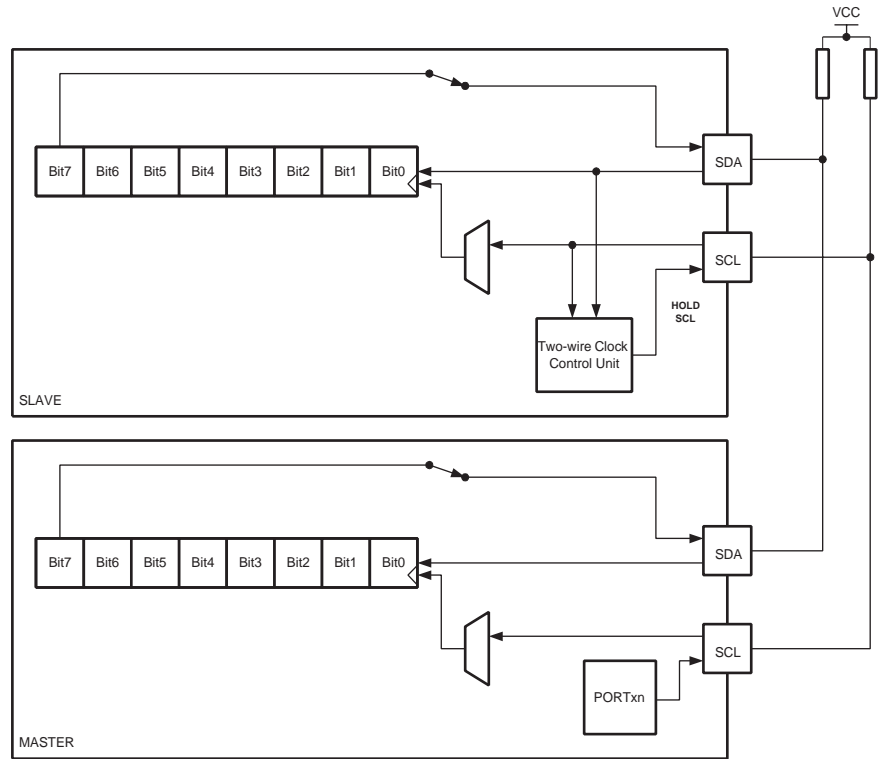 VCC
Bit7 Bit6 Bit5 Bit4 Bit3 Bit2 Bit1 Bit0
SDA
SCL
HOLD
SCL
Two-wire Clock
Control Unit
SLAVE
Bit7 Bit6 Bit5 Bit4 Bit3 Bit2 Bit1 Bit0
SDA
SCL
PORTxn
MASTER